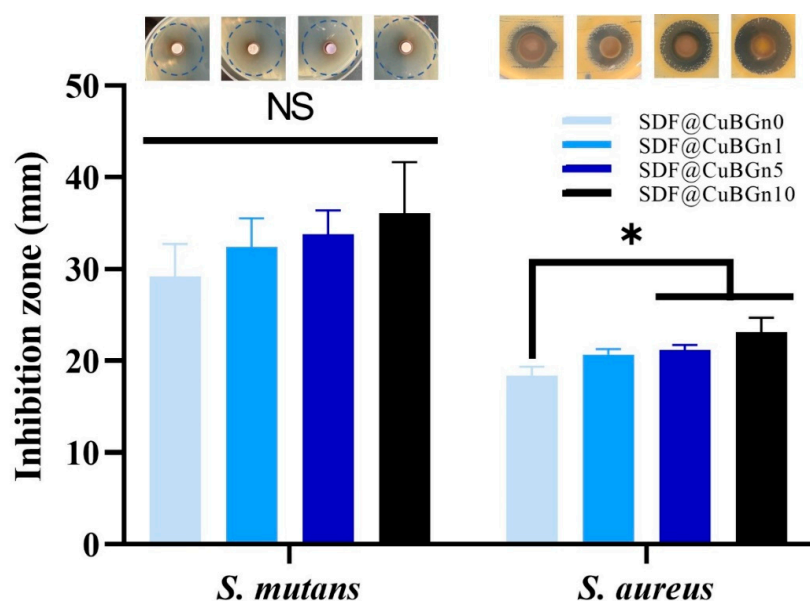 50
NS
SDF@CuBGn0
SDF@CuBGn1
40
SDF@CuBGn5
SDF@CuBGn10
*
30
20
10
0
Inhibition zone (mm)
S. mutans
S. aureus